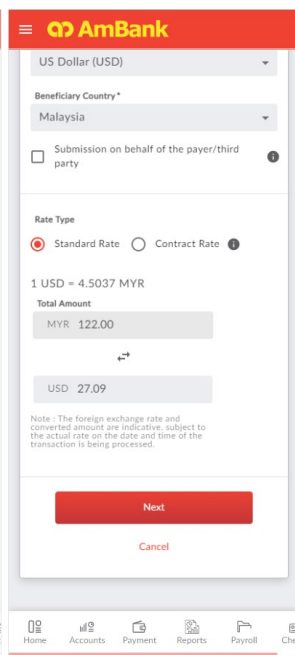 AmBank
US Dollar (USD)
Beneficiary Country*
Malaysia
Submission on behalf of the payer/third
party
Rate Type
Standard Rate Contract Rate
1 USD = 4.5037 MYR
Total Amount
MYR 122.00
USD 27.09
Note : The foreign exchange rate and
converted amount are indicative, subject to
the actual rate on the date and time of the
transaction is being processed.
Next
Cancel
Home Accounts Payment Reports Payroll Che